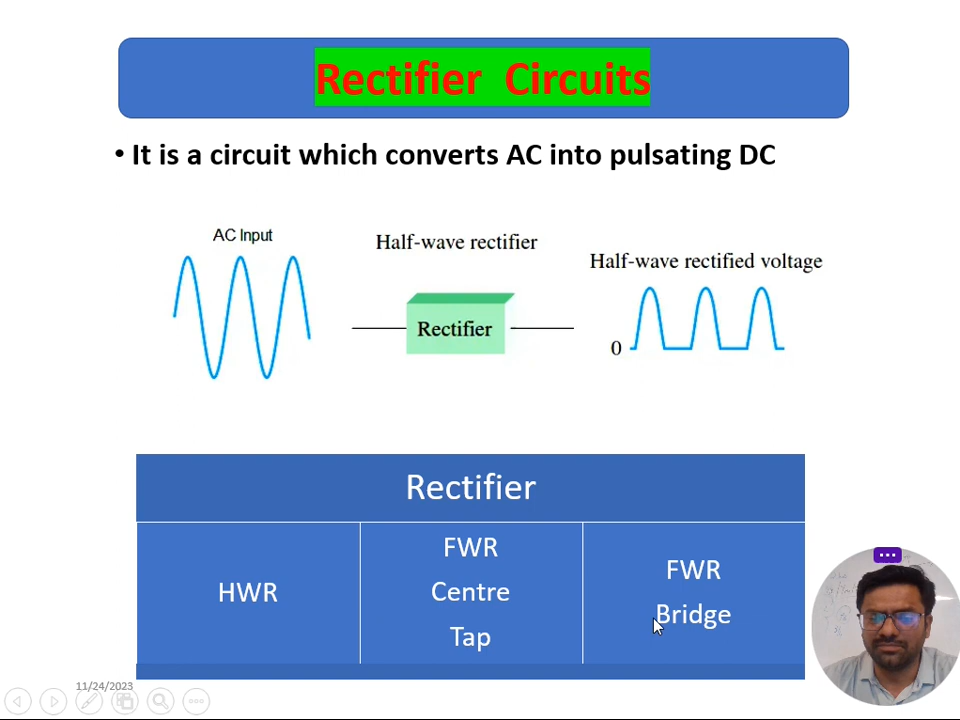 Rectifier Circuits
• It is a circuit which converts AC into pulsating DC
AC Input
Half-wave rectifier
Half-wave rectified voltage
Rectifier
0
Rectifier
HWR
FWR
Centre
Tap
FWR
Bridge
11/24/2023